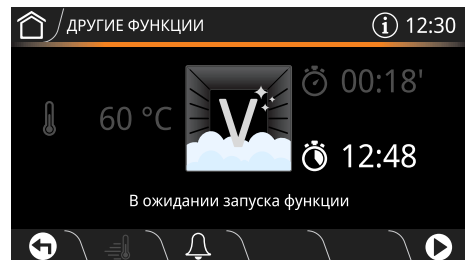 ДРУГИЕ ФУНКЦИИ
12:30
60 °C
V
00:18'
12:48
В ожидании запуска функции